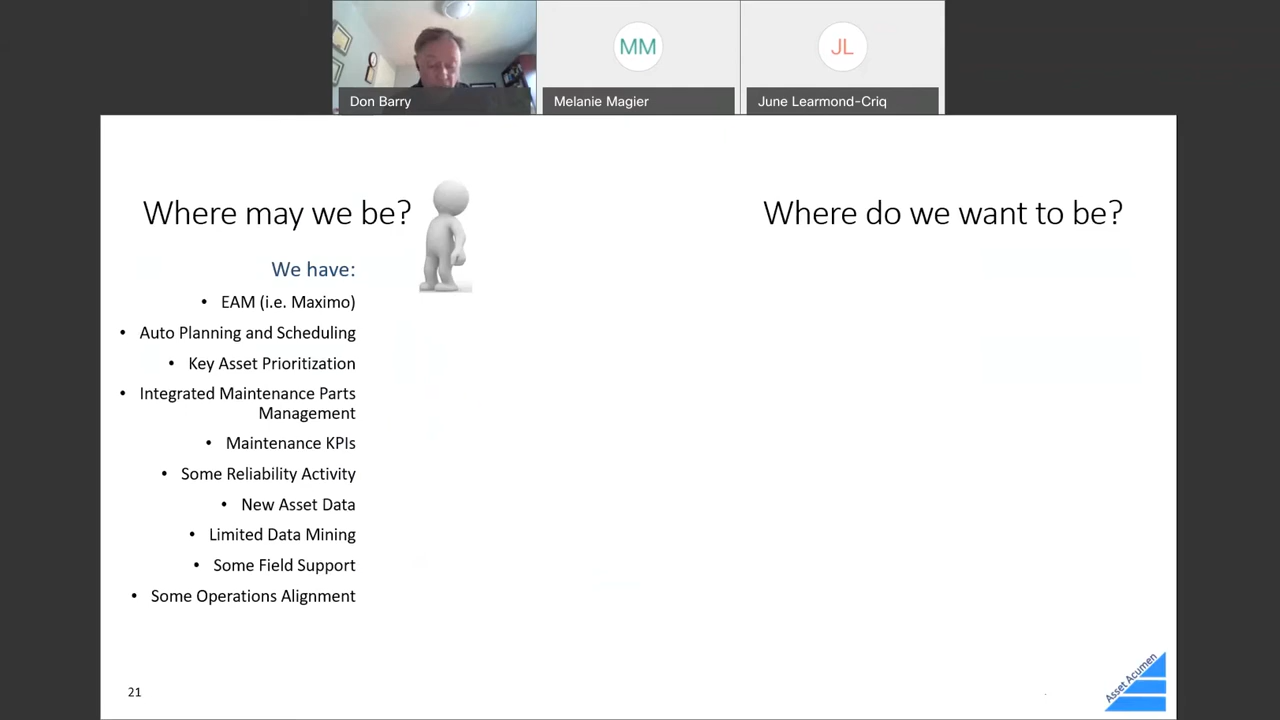 MM
JL
Don Barry
Melanie Magier
June Learmond-Criq
Where may we be?
Where do we want to be?
We have:
• EAM (i.e. Maximo)
• Auto Planning and Scheduling
• Key Asset Prioritization
• Integrated Maintenance Parts
Management
• Maintenance KPIs
• Some Reliability Activity
• New Asset Data
• Limited Data Mining
• Some Field Support
• Some Operations Alignment
21
Asset Acumen